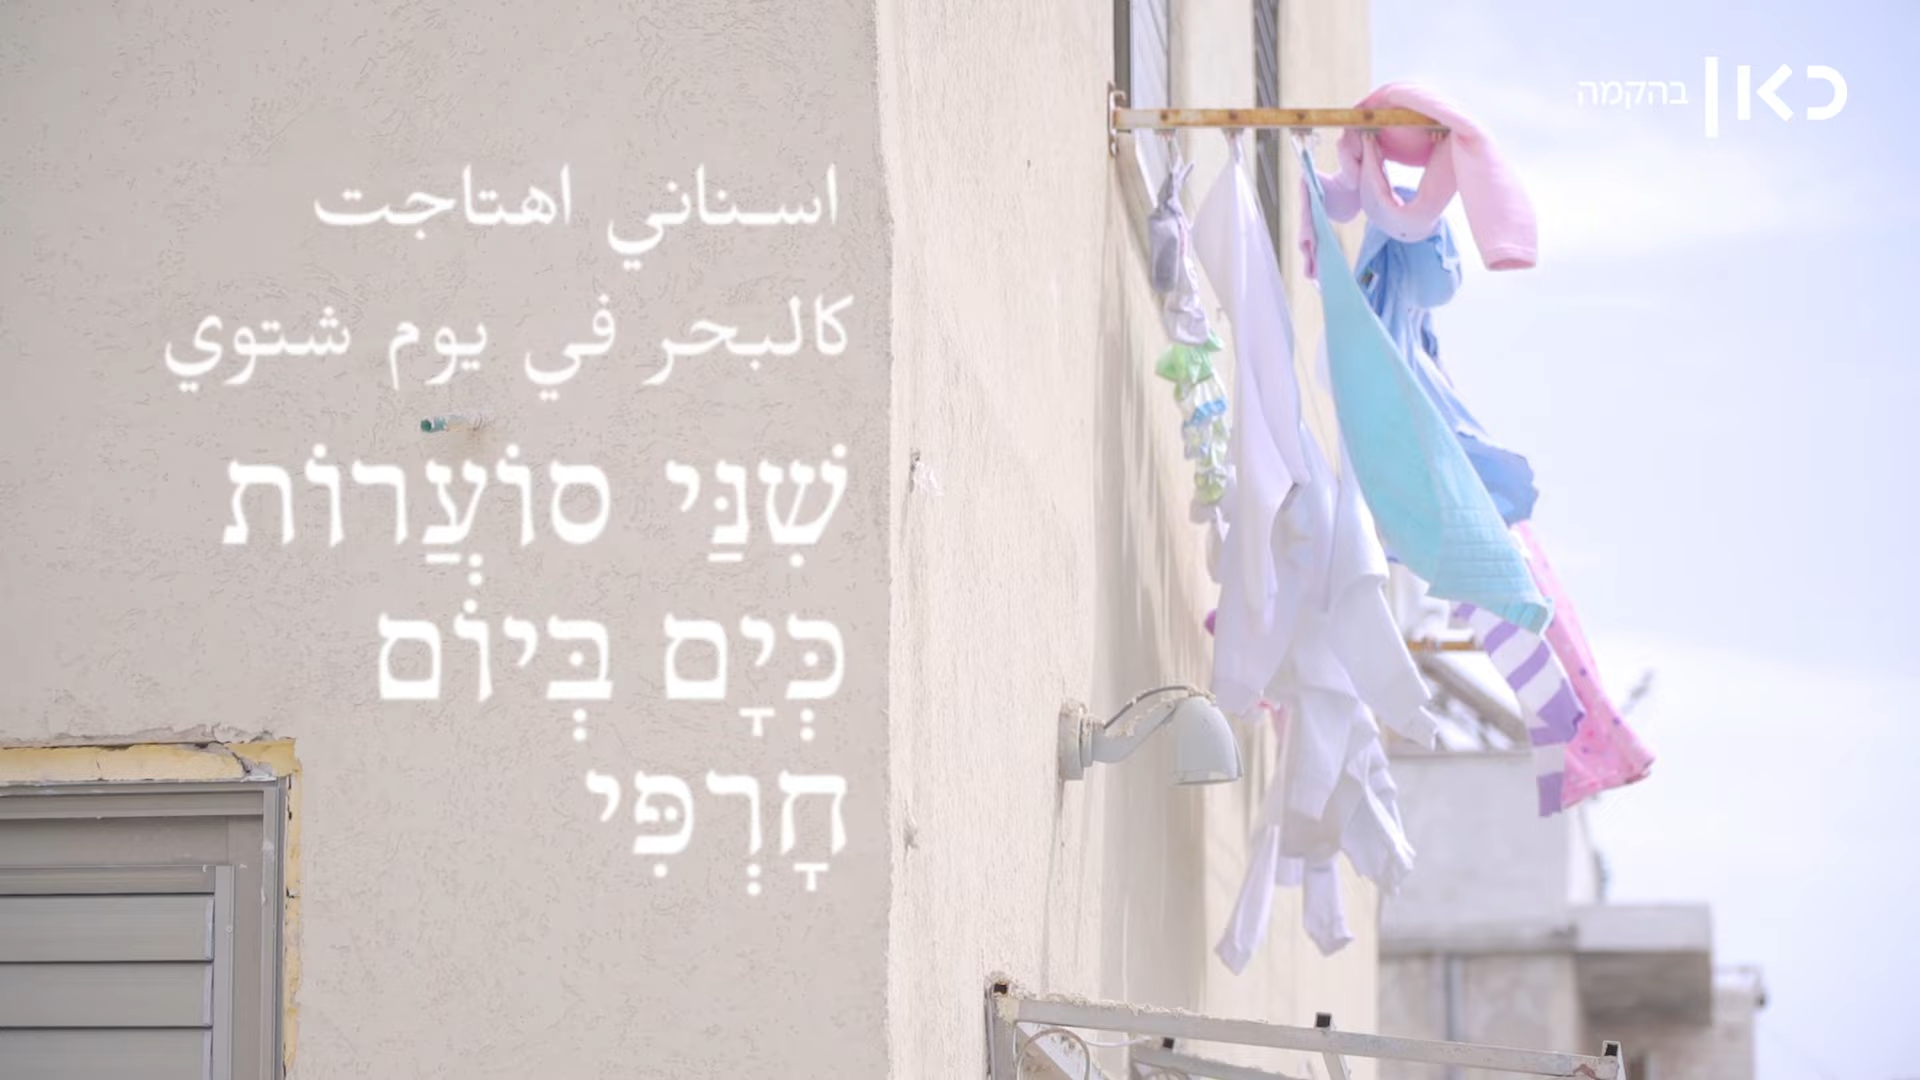 כאן | בהקמה
اسناني اهتاجت
كالبحر في يوم شتوي
שִׁנַּי סוֹעֲרוֹת
כְּיָם בְּיוֹם
חָרְפִּי